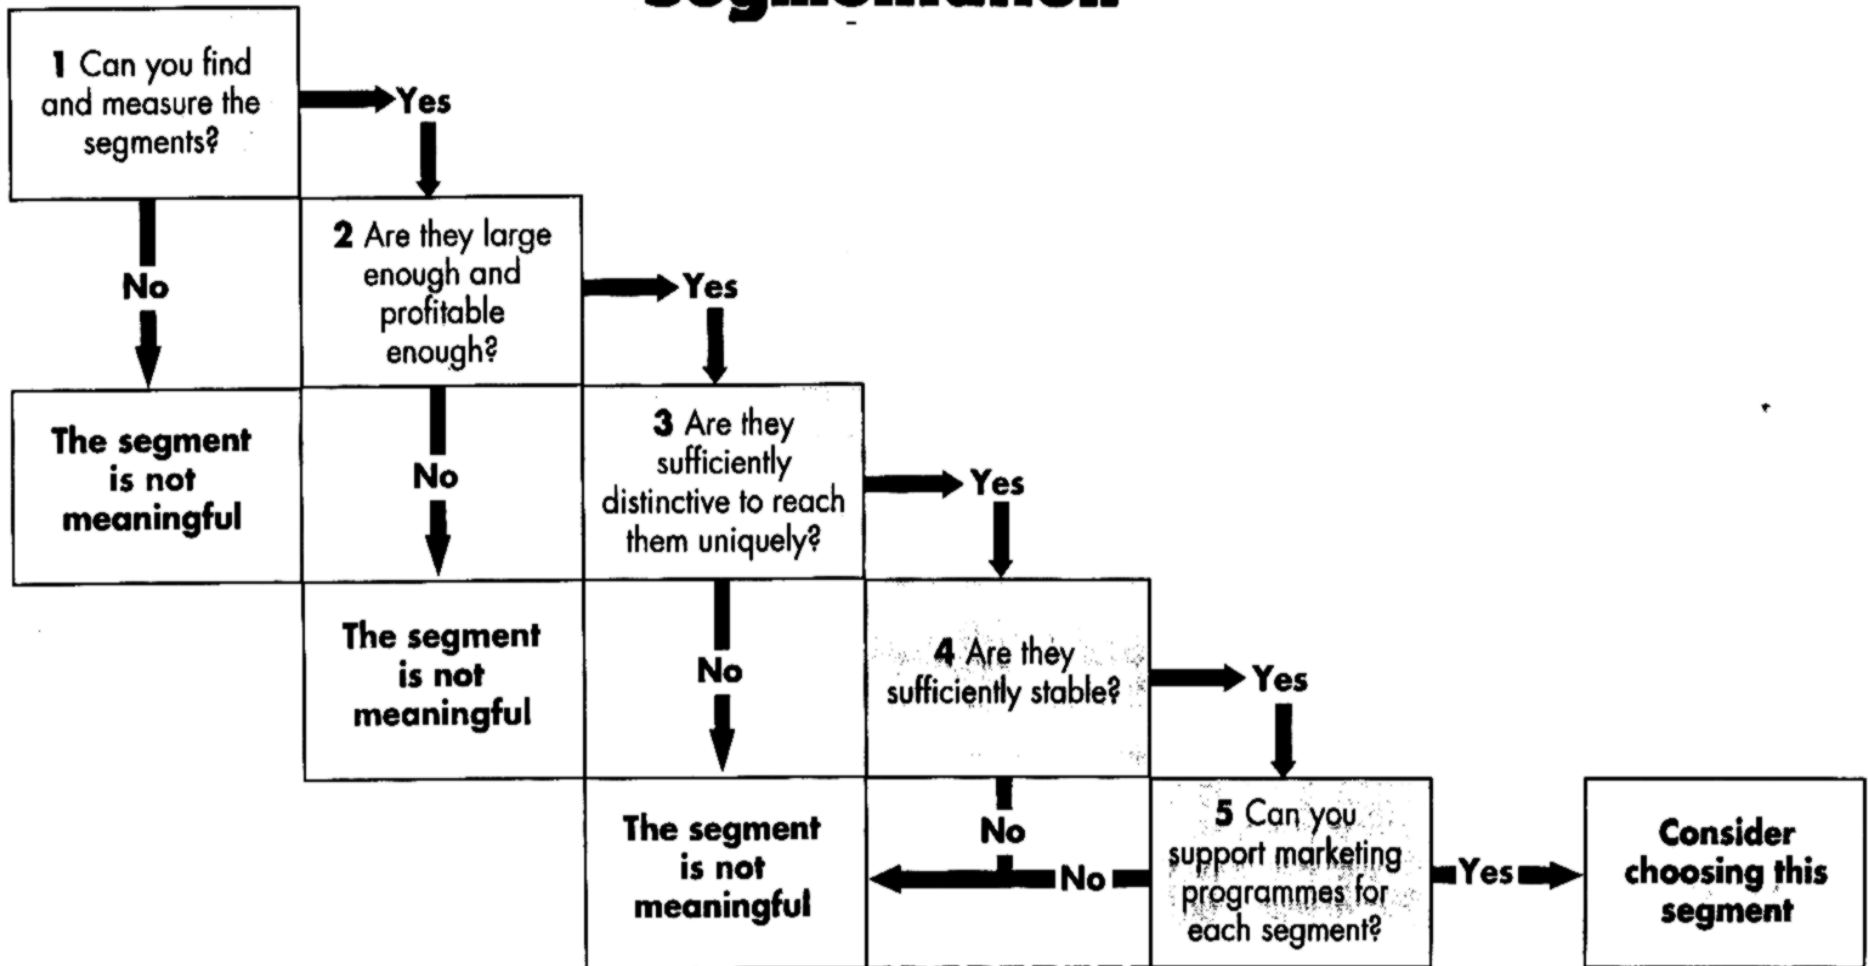 Segmentation
1 Can you find
and measure the
segments?
Yes
No
2 Are they large
enough and
profitable
enough?
Yes
The segment
is not
meaningful
No
3 Are they
sufficiently
distinctive to reach
them uniquely?
Yes
The segment
is not
meaningful
No
4 Are they
sufficiently stable?
Yes
The segment
is not
meaningful
No
No
5 Can you
support marketing
programmes for
each segment?
Yes
Consider
choosing this
segment